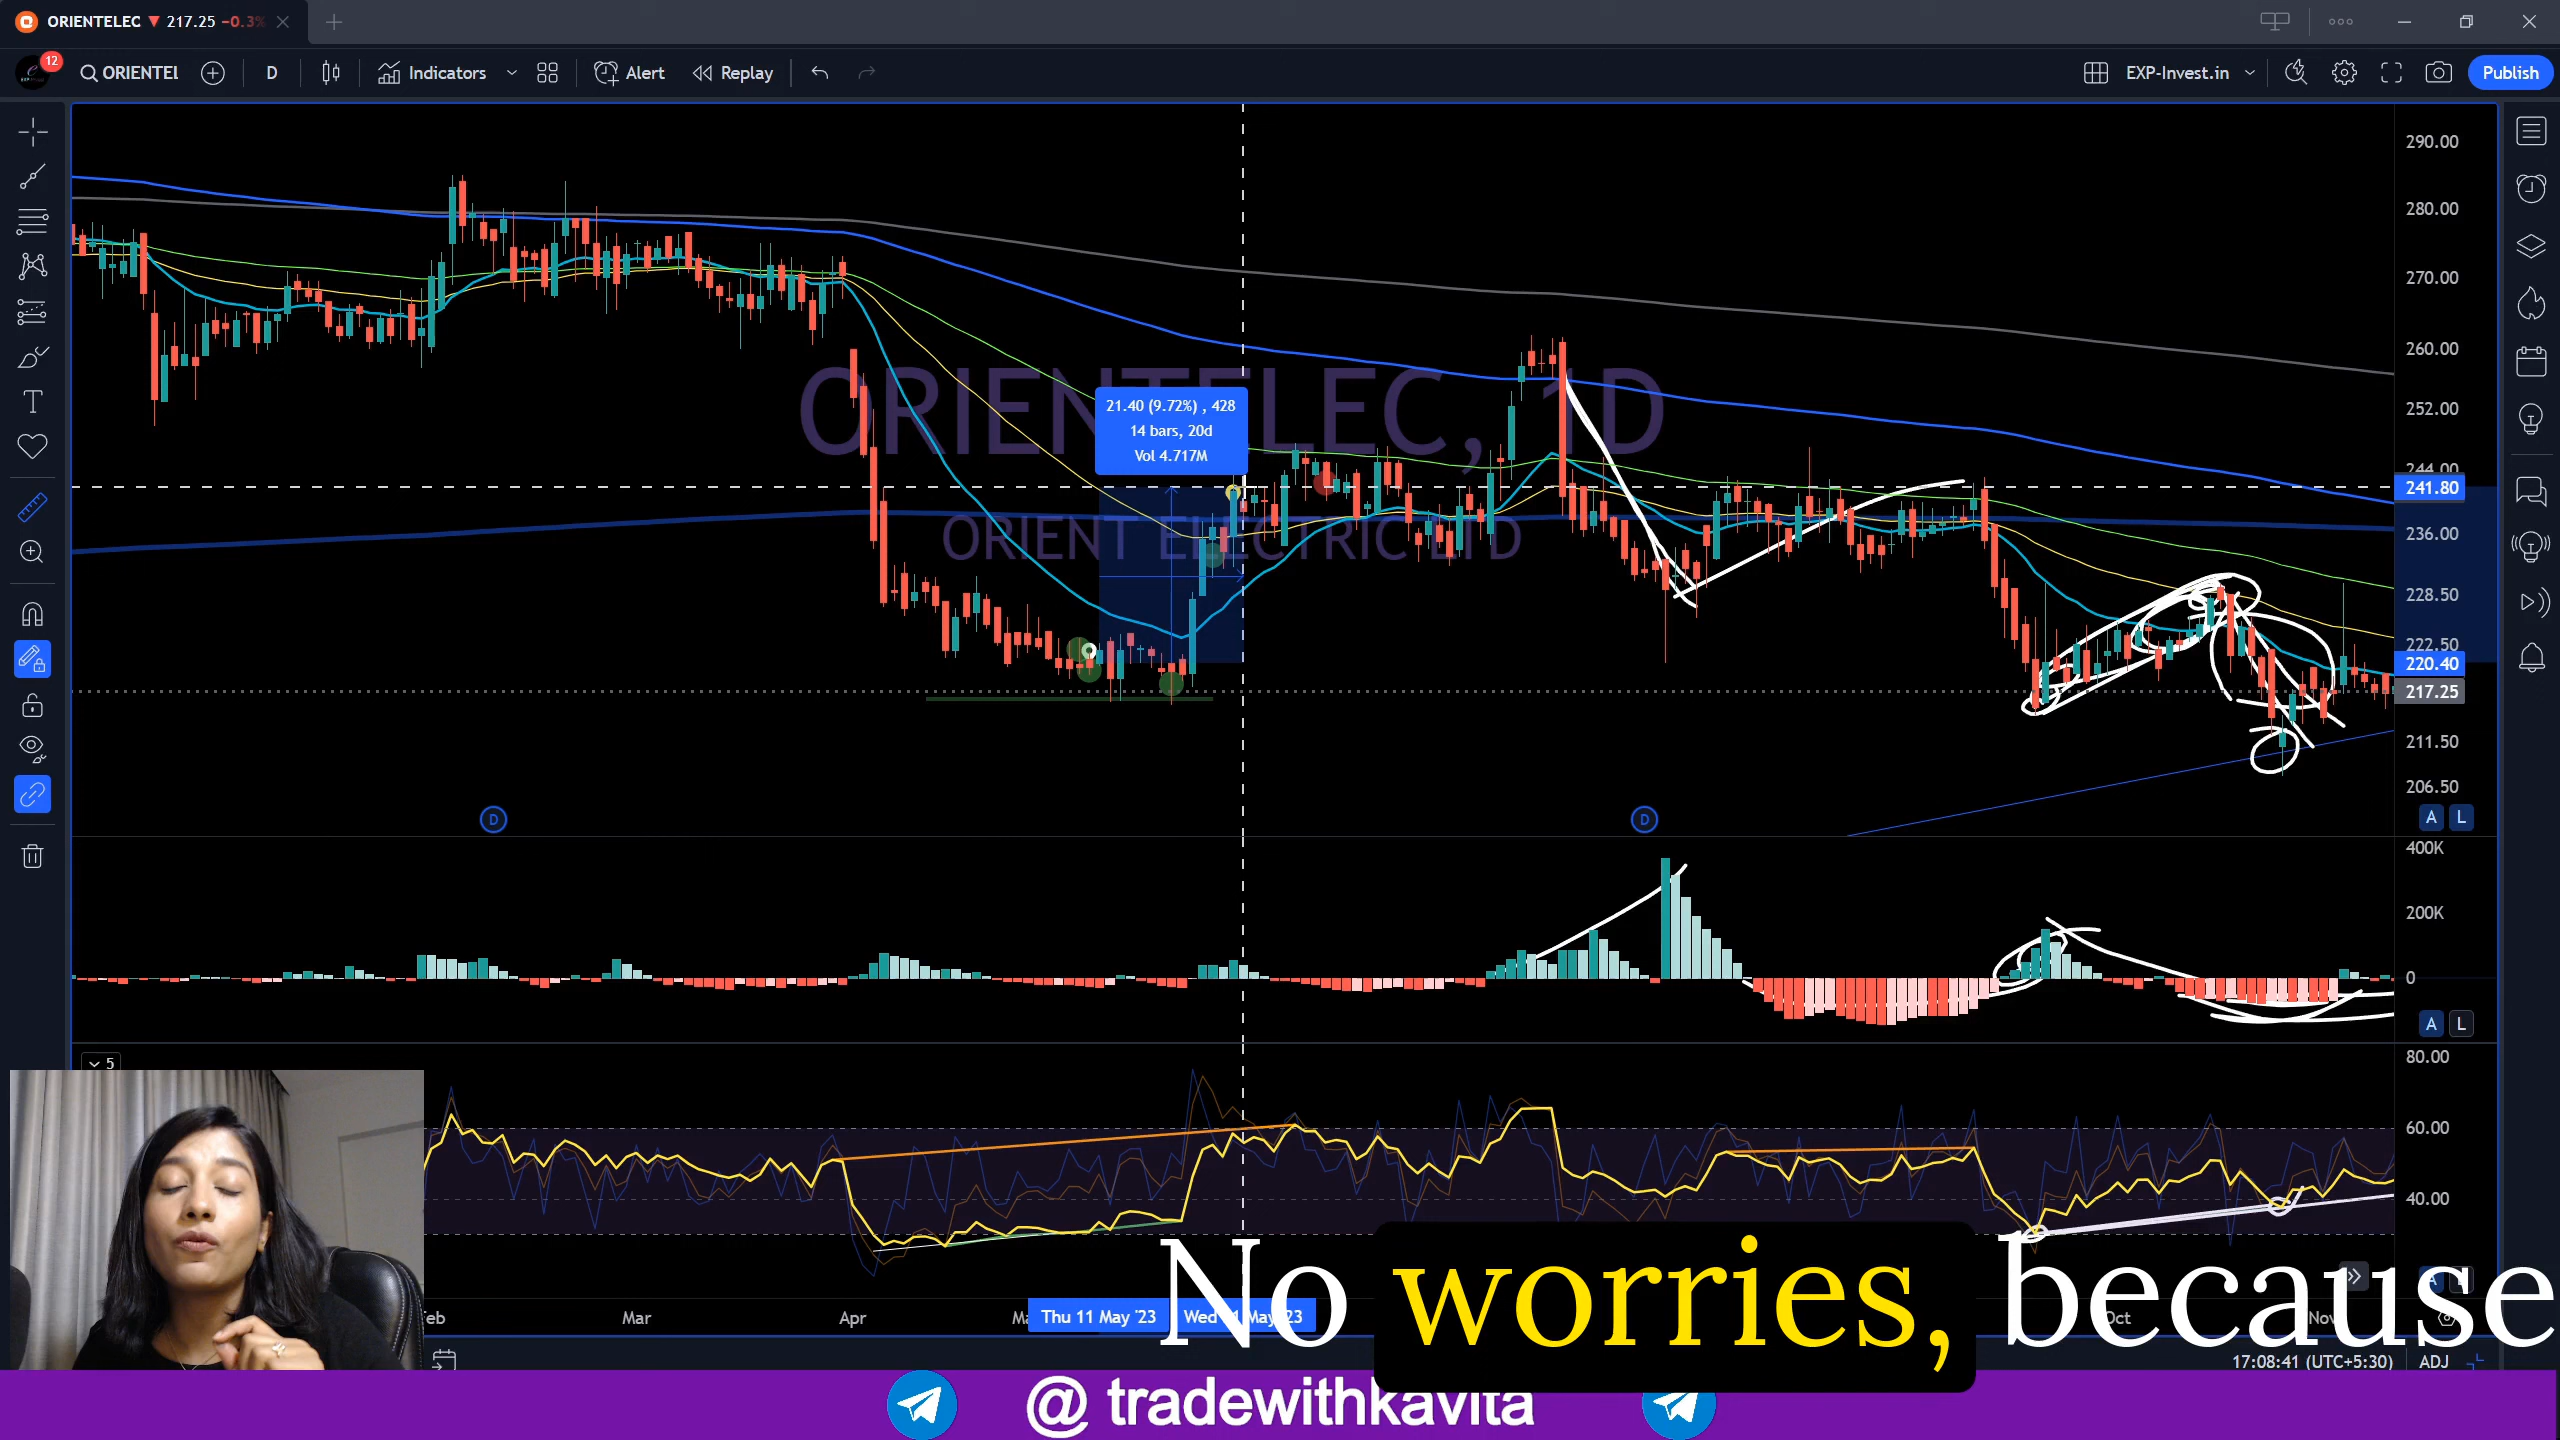 ORIENTELEC ▼ 217.25 −0.3%
12
ORIENTEL
D
Indicators
Alert
Replay
EXP-Invest.in
Publish
ORIENTELEC, 1D
ORIENT ELECTRIC LTD
21.40 (9.72%) , 428
14 bars, 20d
Vol 4.717M
290.00
280.00
270.00
260.00
252.00
244.00
241.80
236.00
228.50
222.50
220.40
217.25
211.50
206.50
D
D
A L
400K
200K
0
A L
5
80.00
60.00
40.00
Mar
Apr
Thu 11 May '23
No worries, because
17:08:41 (UTC+5:30)
ADJ
@ tradewithkavita